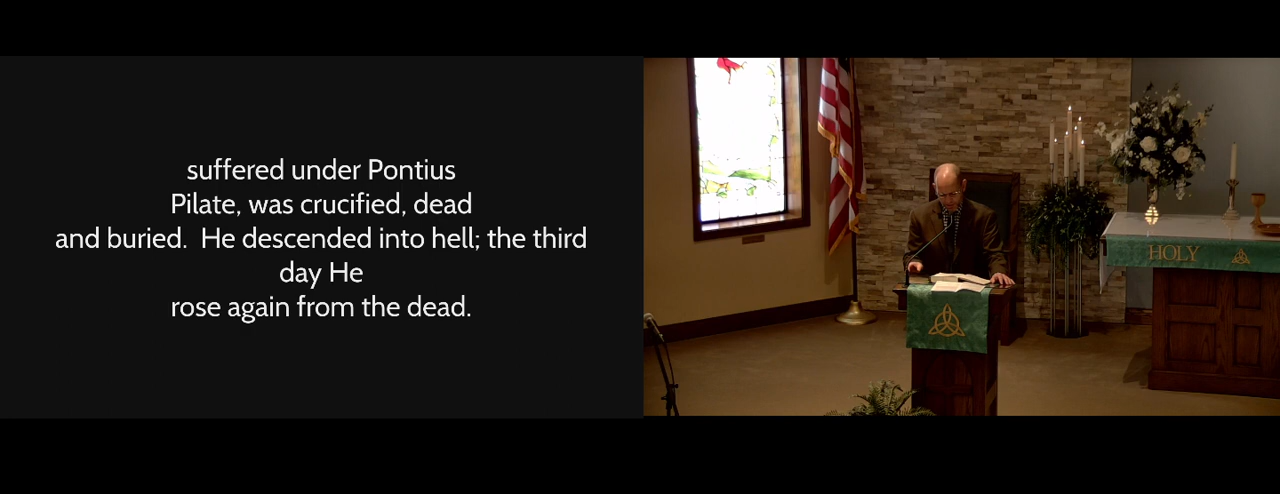 suffered under Pontius
Pilate, was crucified, dead
and buried.  He descended into hell; the third
day He
rose again from the dead.
HOLY